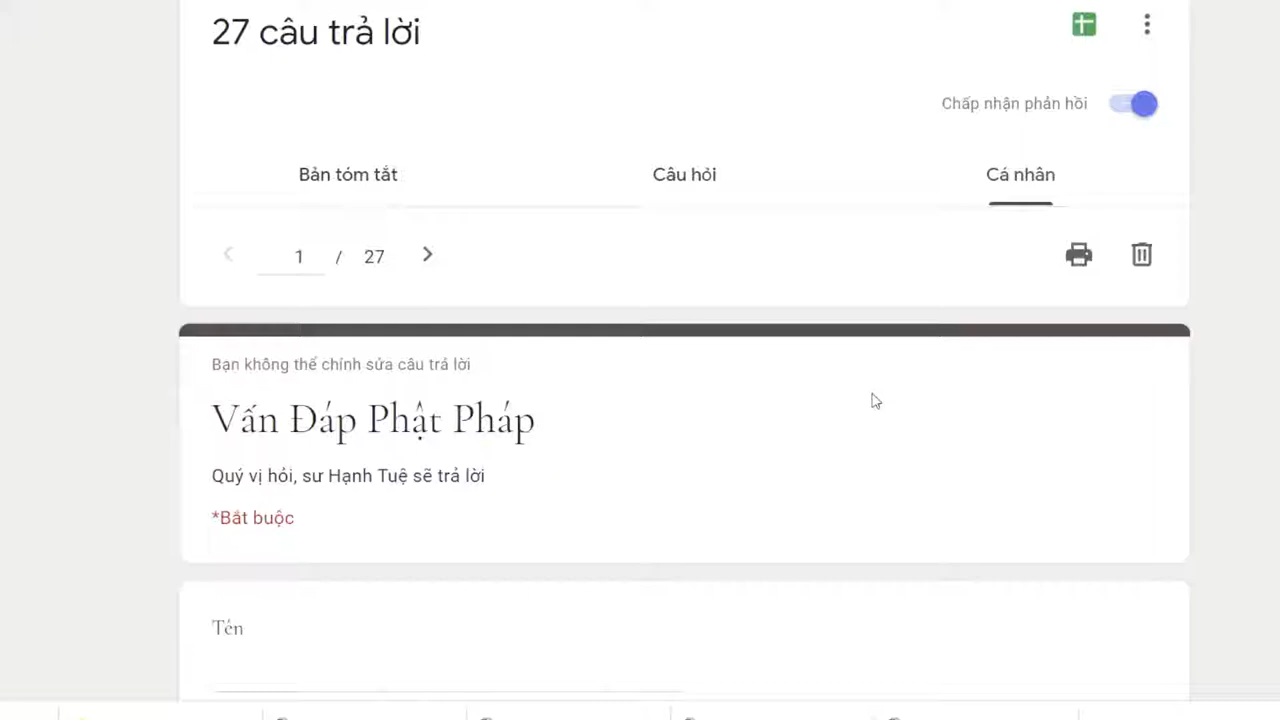 27 câu trả lời
Chấp nhận phản hồi
Bản tóm tắt
Câu hỏi
Cá nhân
1 / 27
Bạn không thể chỉnh sửa câu trả lời
Vấn Đáp Phật Pháp
Quý vị hỏi, sư Hạnh Tuệ sẽ trả lời
*Bắt buộc
Tên